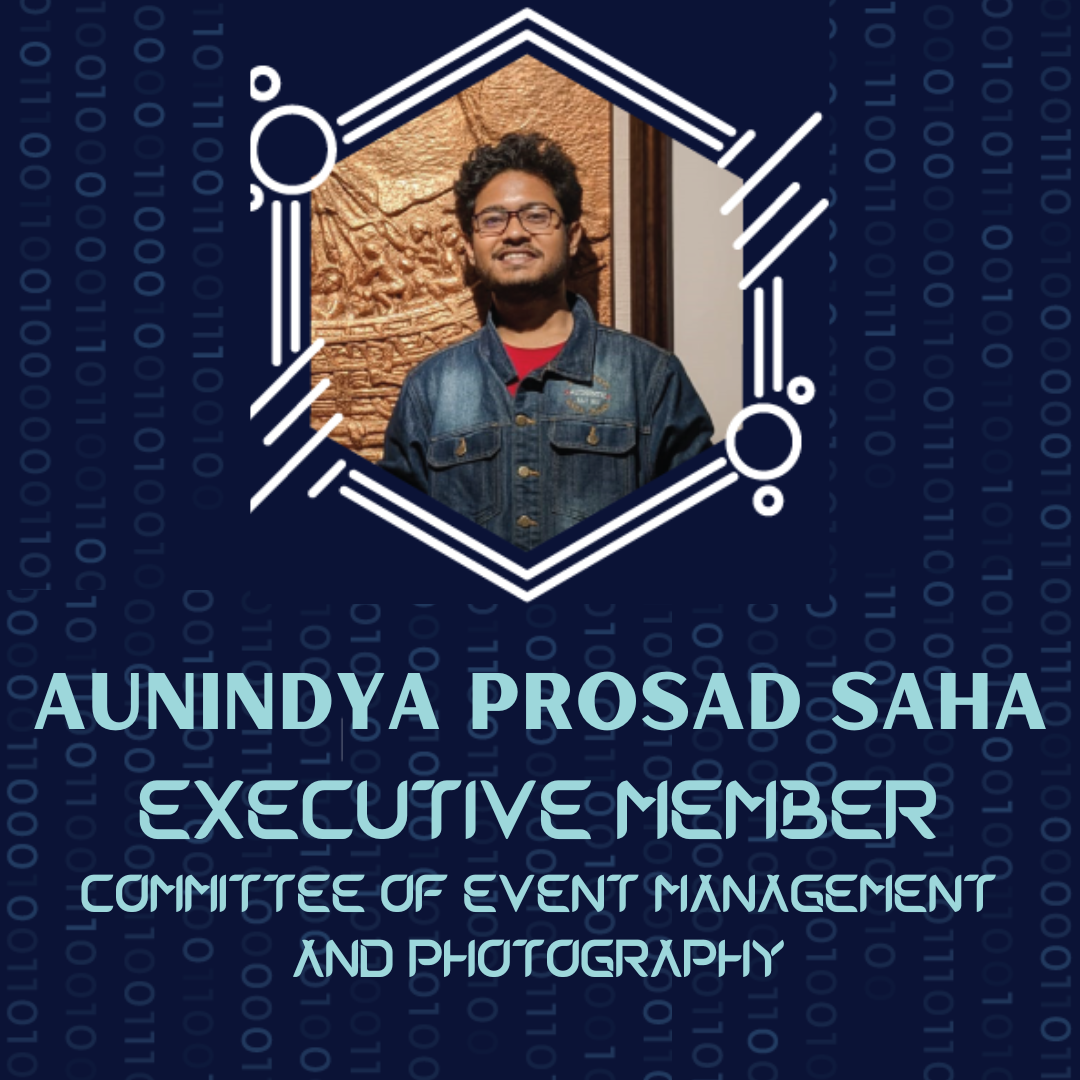 AUNINDYA PROSAD SAHA
EXECUTIVE MEMBER
COMMITTEE OF EVENT MANAGEMENT
AND PHOTOGRAPHY